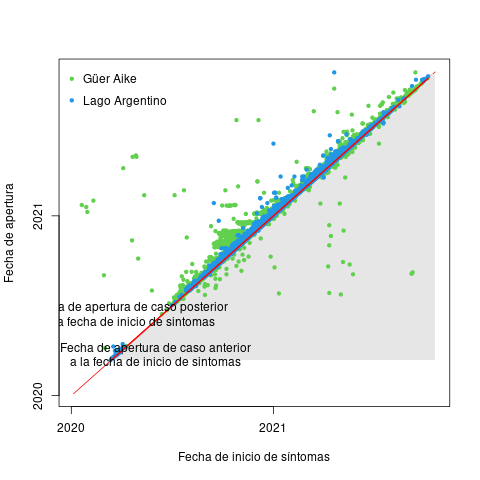 Güer Aike
Lago Argentino
Fecha de apertura
2021
2020
a de apertura de caso posterior
a fecha de inicio de síntomas
Fecha de apertura de caso anterior
a la fecha de inicio de síntomas
2020
2021
Fecha de inicio de síntomas